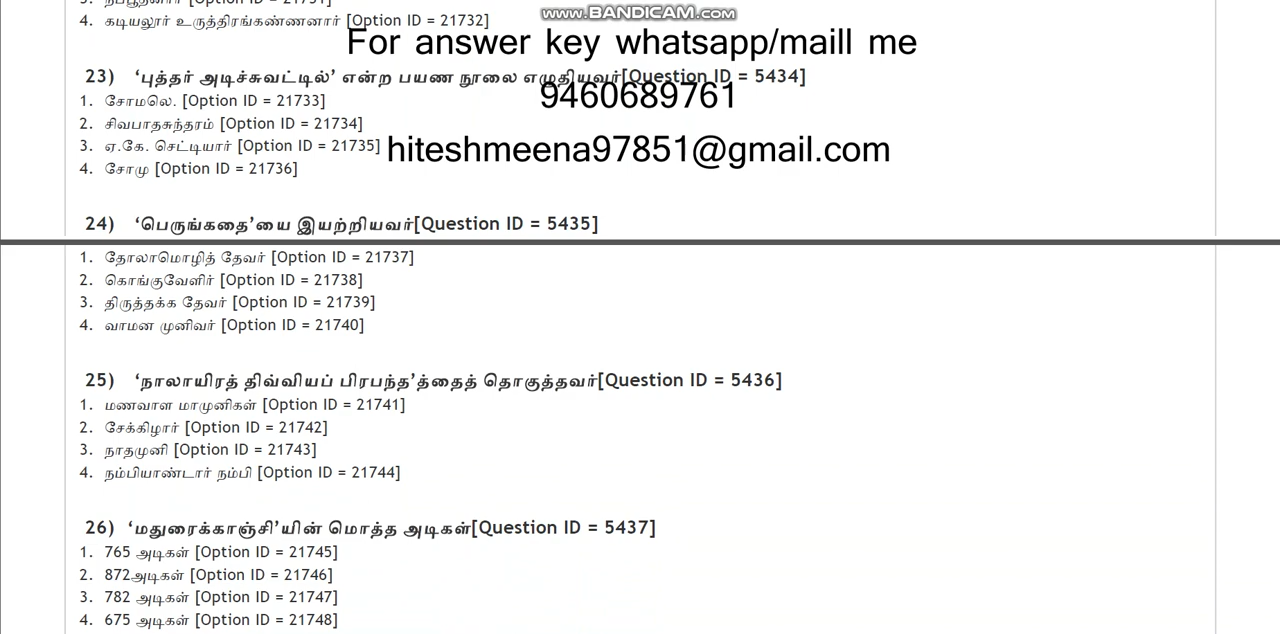 3. நப்பூதனார் [Option ID = 21731]
www.BANDICAM.com
4. கடியலூர் உருத்திரங்கண்ணனார் [Option ID = 21732]
For answer key whatsapp/maill me
23) ‘புத்தர் அடிச்சுவட்டில்’ என்ற பயண நூலை எழுதியவர்[Question ID = 5434]
9460689761
1. சோமலெ. [Option ID = 21733]
2. சிவபாதசுந்தரம் [Option ID = 21734]
3. ஏ.கே. செட்டியார் [Option ID = 21735]
hiteshmeena97851@gmail.com
4. சோமு [Option ID = 21736]
24) ‘பெருங்கதை’யை இயற்றியவர்[Question ID = 5435]
1. தோலாமொழித் தேவர் [Option ID = 21737]
2. கொங்குவேளிர் [Option ID = 21738]
3. திருத்தக்க தேவர் [Option ID = 21739]
4. வாமன முனிவர் [Option ID = 21740]
25) ‘நாலாயிரத் திவ்வியப் பிரபந்த’த்தைத் தொகுத்தவர்[Question ID = 5436]
1. மணவாள மாமுனிகள் [Option ID = 21741]
2. சேக்கிழார் [Option ID = 21742]
3. நாதமுனி [Option ID = 21743]
4. நம்பியாண்டார் நம்பி [Option ID = 21744]
26) ‘மதுரைக்காஞ்சி’யின் மொத்த அடிகள்[Question ID = 5437]
1. 765 அடிகள் [Option ID = 21745]
2. 872அடிகள் [Option ID = 21746]
3. 782 அடிகள் [Option ID = 21747]
4. 675 அடிகள் [Option ID = 21748]